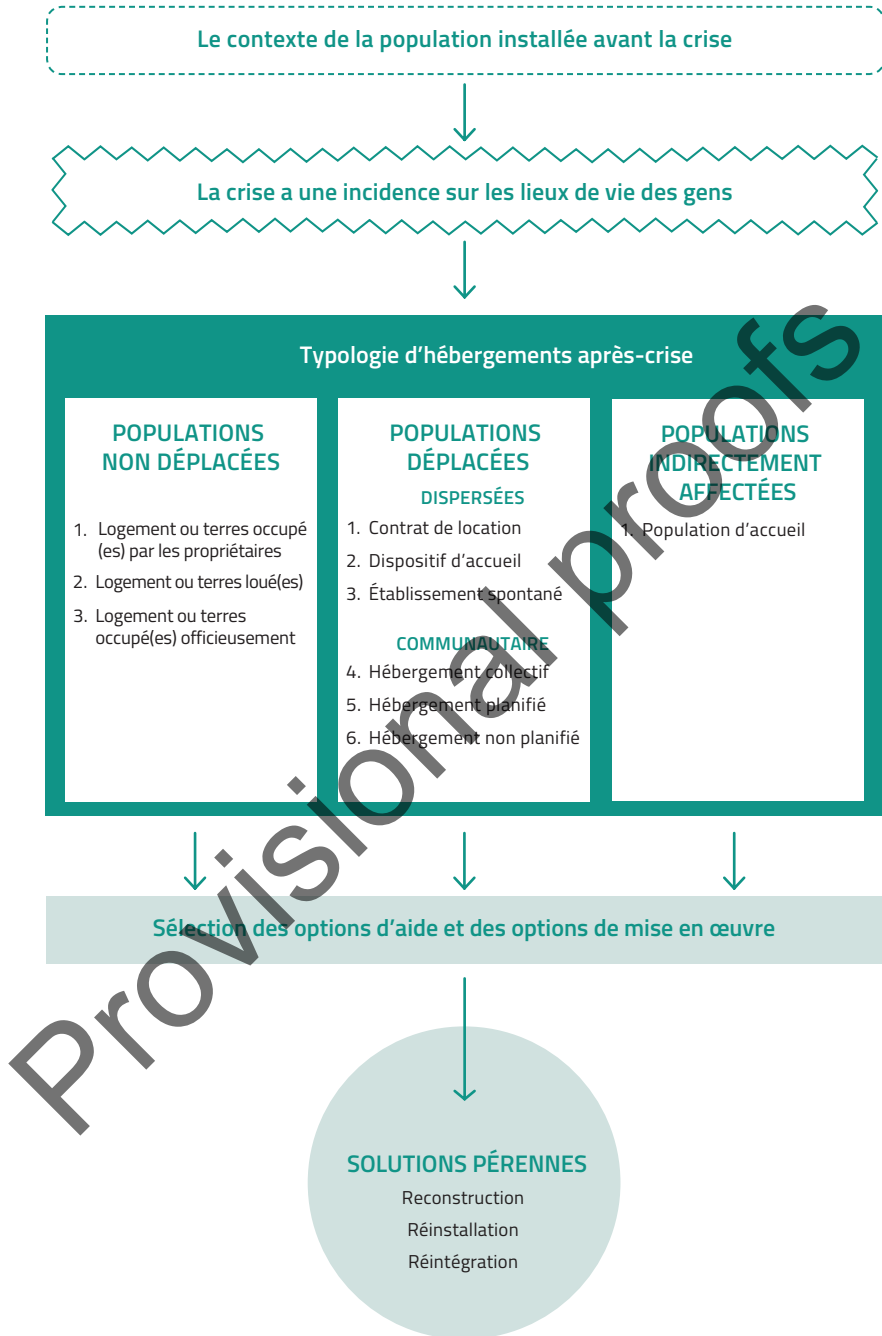 Le contexte de la population installée avant la crise
La crise a une incidence sur les lieux de vie des gens
Typologie d’hébergements après-crise
POPULATIONS
NON DÉPLACÉES
1. Logement ou terres occupé
(es) par les propriétaires
2. Logement ou terres loué(es)
3. Logement ou terres
occupé(es) officieusement
POPULATIONS
DÉPLACÉES
DISPERSÉES
1. Contrat de location
2. Dispositif d’accueil
3. Établissement spontané
COMMUNAUTAIRE
4. Hébergement collectif
5. Hébergement planifié
6. Hébergement non planifié
POPULATIONS
INDIRECTEMENT
AFFECTÉES
1. Population d’accueil
Sélection des options d’aide et des options de mise en œuvre
SOLUTIONS PÉRENNES
Reconstruction
Réinstallation
Réintégration
Provisional proofs